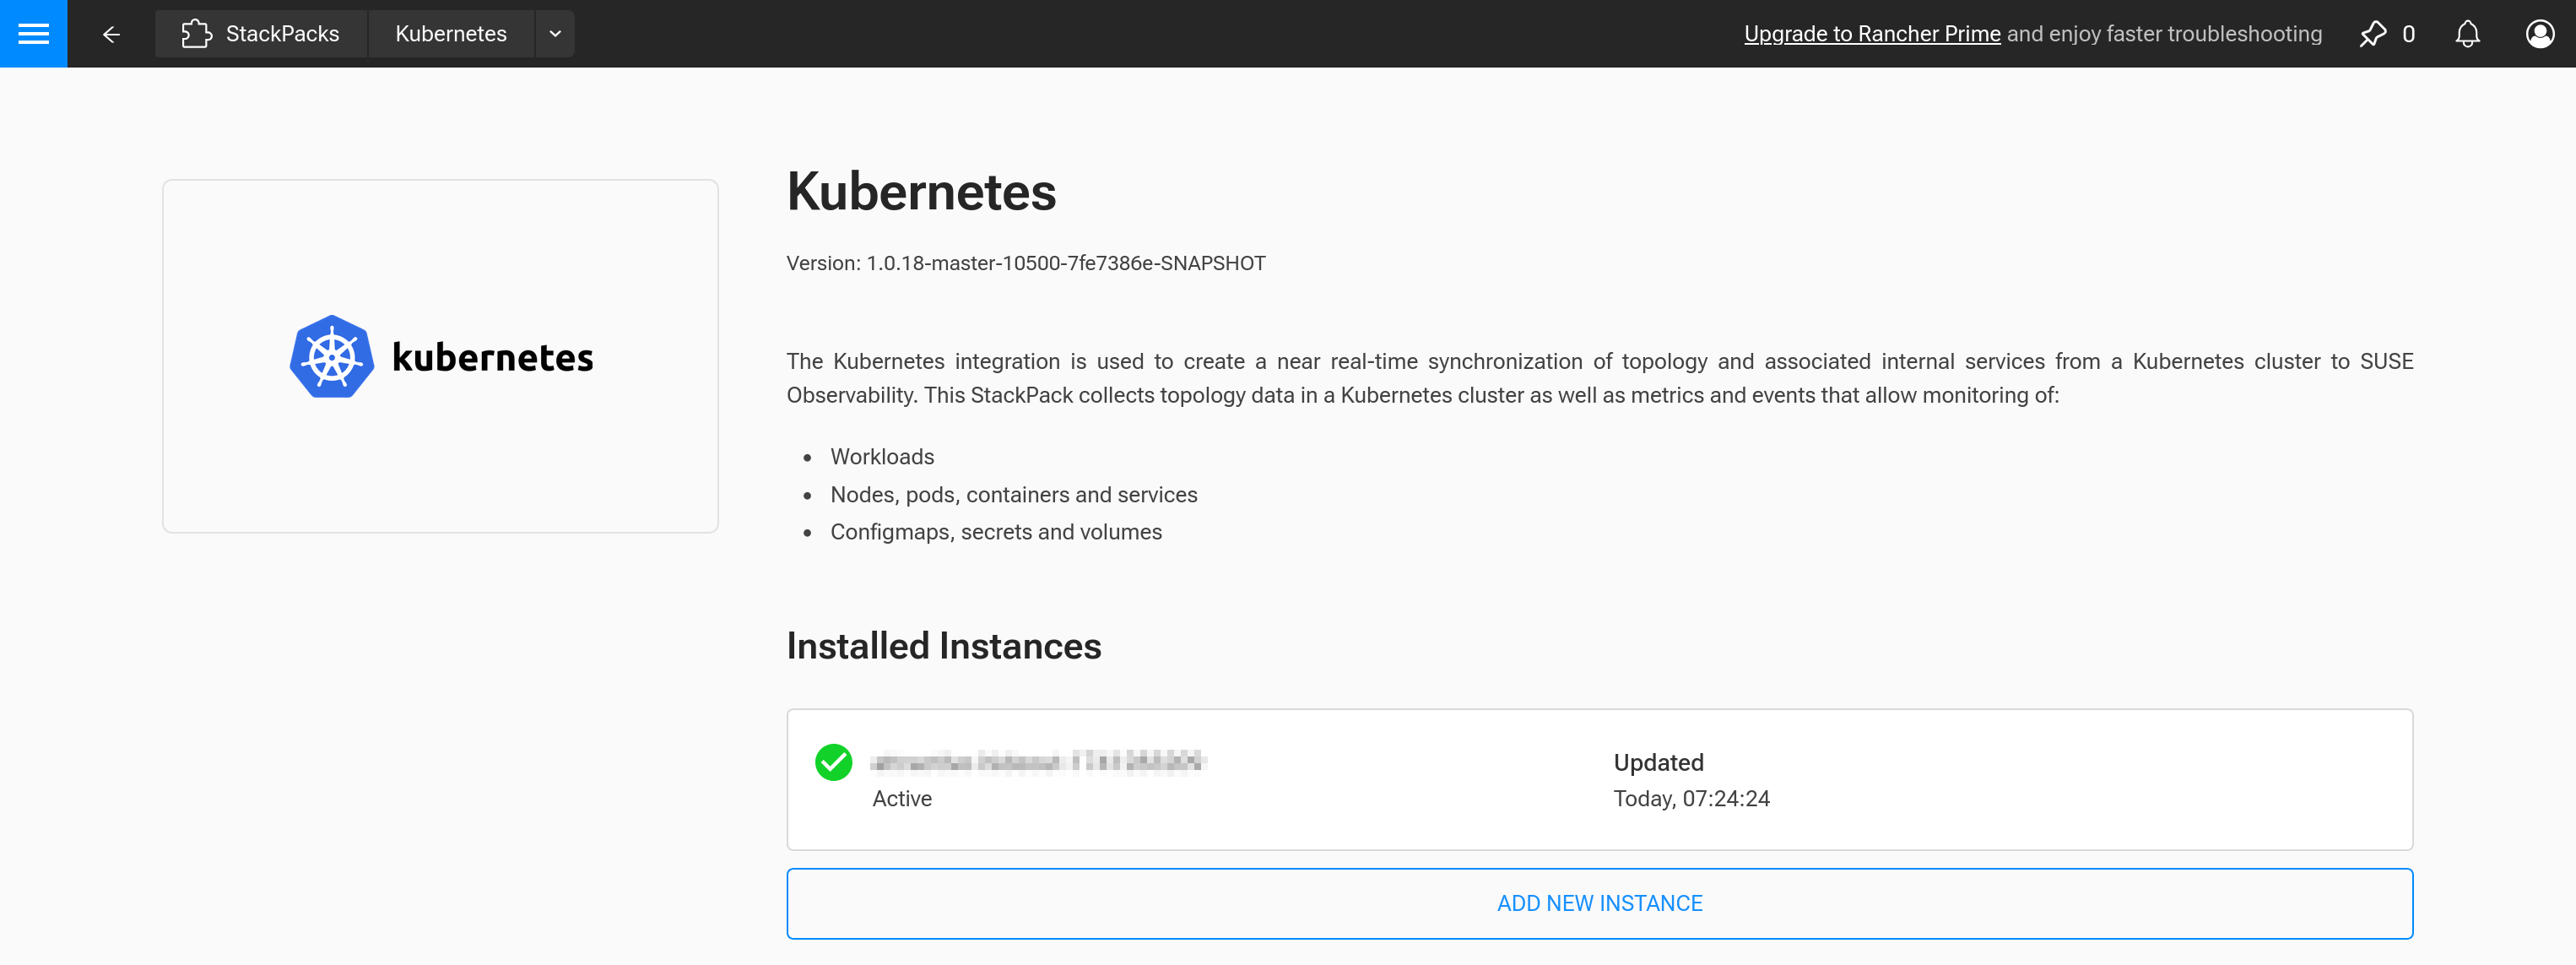 StackPacks Kubernetes Upgrade to Rancher Prime and enjoy faster troubleshooting 0
kubernetes
Kubernetes
Version: 1.0.18-master-10500-7fe7386e-SNAPSHOT
The Kubernetes integration is used to create a near real-time synchronization of topology and associated internal services from a Kubernetes cluster to SUSE
Observability. This StackPack collects topology data in a Kubernetes cluster as well as metrics and events that allow monitoring of:
Workloads
Nodes, pods, containers and services
Configmaps, secrets and volumes
Installed Instances
Updated
Active Today, 07:24:24
ADD NEW INSTANCE